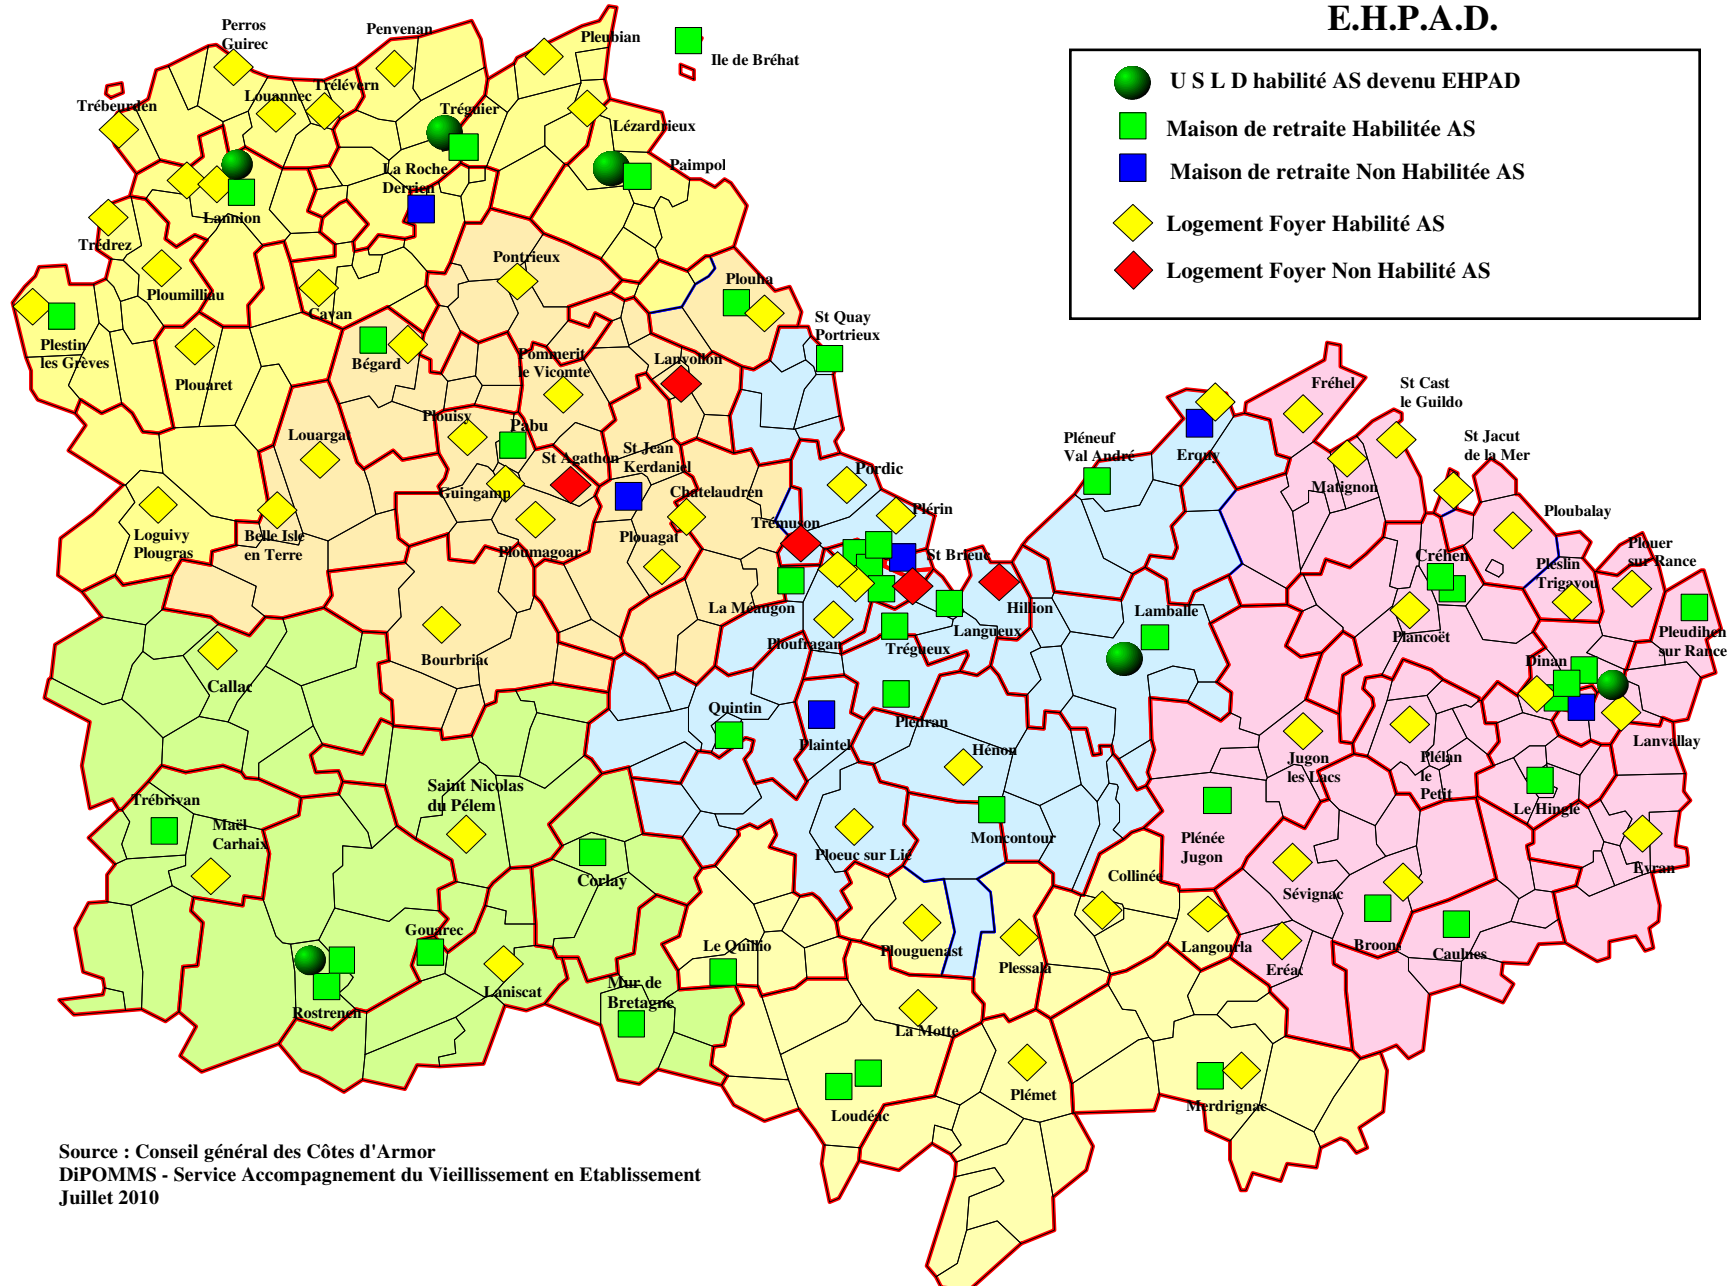 E.H.P.A.D.
U S L D habilité AS devenu EHPAD
Maison de retraite Habilitée AS
Maison de retraite Non Habilitée AS
Logement Foyer Habilité AS
Logement Foyer Non Habilité AS
Perros
Guirec
Penvenan
Pleubian
Ile de Bréhat
Trébeurden
Louannec
Trélévern
Tréguier
Lézardrieux
Paimpol
La Roche
Derrien
Lannion
Trédrez
Ploumilliau
Cavan
Pontrieux
Plouha
St Quay
Portrieux
Plestin
les Grèves
Plouaret
Bégard
Pommerit
le Vicomte
Lanvollon
Fréhel
St Cast
le Guildo
Louargat
Plouisy
Pabu
St Agathon
St Jean
Kerdaniel
Pléneuf
Val André
Erquy
St Jacut
de la Mer
Matignon
Pordic
Guingamp
Chatelaudren
Plérin
Ploubalay
Loguivy
Plougras
Belle Isle
en Terre
Ploumagoar
Plouagat
Trémuson
St Brieuc
Créhen
Pleslin
Trigavou
Plouer
sur Rance
La Méaugon
Hillion
Lamballe
Langueux
Ploufragan
Trégueux
Plancoët
Pleudihen
sur Rance
Bourbriac
Callac
Dinan
Quintin
Plaintel
Plédran
Hénon
Jugon
les Lacs
Plélan
le
Petit
Lanvallay
Saint Nicolas
du Pélem
Trébrivan
Maël
Carhaix
Le Hinglé
Ploeuc sur Lié
Moncontour
Plénée
Jugon
Evran
Corlay
Collinée
Sévignac
Gouarec
Le Quillio
Plouguenast
Plessala
Langourla
Eréac
Broons
Caulnes
Laniscat
Mur de
Bretagne
Rostrenen
La Motte
Plémet
Merdrignac
Loudéac
Source : Conseil général des Côtes d'Armor
DiPOMMS - Service Accompagnement du Vieillissement en Etablissement
Juillet 2010